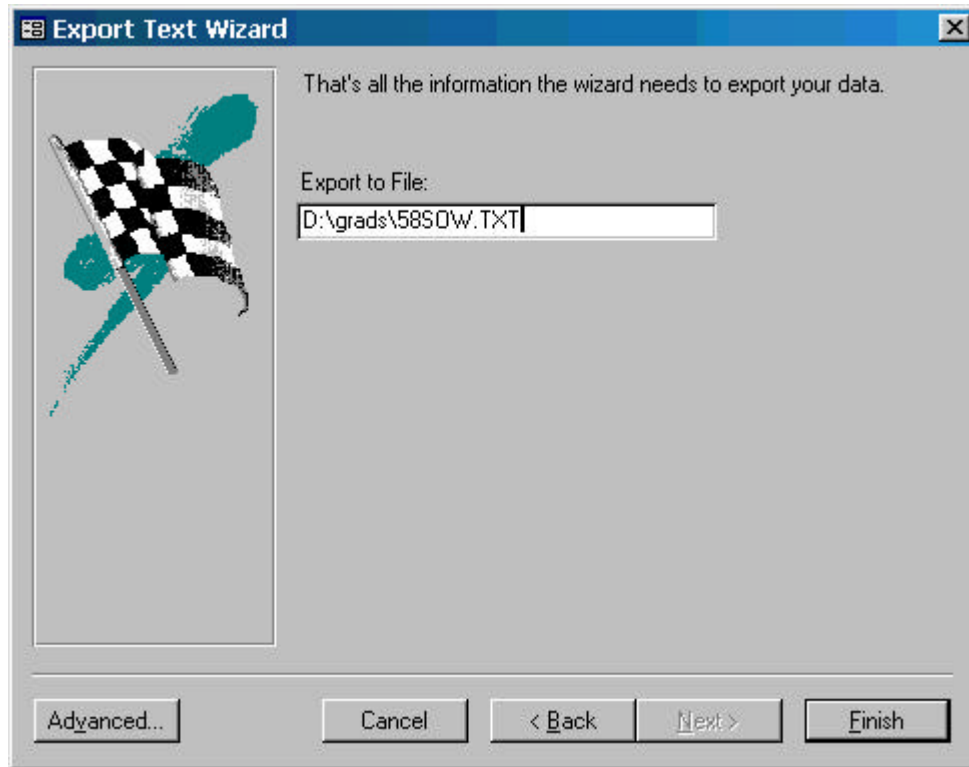 Export Text Wizard
That's all the information the wizard needs to export your data.
Export to File:
D:\grads\58SOW.TXT
Advanced...
Cancel
< Back
Next >
Finish